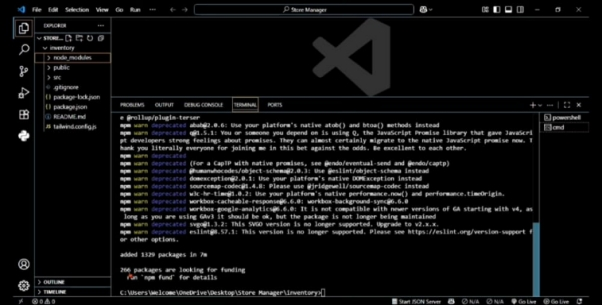 File Edit Selection View Go Run ...
Store Manager
EXPLORER
STORE...
inventory
node_modules
public
src
.gitignore
package-lock.json
package.json
README.md
tailwind.config.js
OUTLINE
TIMELINE
PROBLEMS OUTPUT DEBUG CONSOLE TERMINAL PORTS
powershell
cmd
e @rollup/plugin-terser
npm warn deprecated abab@2.0.6: Use your platform's native atob() and btoa() methods instead
npm warn deprecated q@1.5.1: You or someone you depend on is using Q, the JavaScript Promise library that gave JavaScri
pt developers strong feelings about promises. They can almost certainly migrate to the native JavaScript promise now. T
hank you literally everyone for joining me in this bet against the odds. Be excellent to each other.
npm warn deprecated
npm warn deprecated (For a CapTP with native promises, see @endo/eventual-send and @endo/captp)
npm warn deprecated @humanwhocodes/object-schema@2.0.3: Use @eslint/object-schema instead
npm warn deprecated domexception@2.0.1: Use your platform's native DOMException instead
npm warn deprecated sourcemap-codec@1.4.8: Please use @jridgewell/sourcemap-codec instead
npm warn deprecated w3c-hr-time@1.0.2: Use your platform's native performance.now() and performance.timeOrigin.
npm warn deprecated workbox-cacheable-response@6.6.0: workbox-background-sync@6.6.0
npm warn deprecated workbox-google-analytics@6.6.0: It is not compatible with newer versions of GA starting with v4, as
long as you are using GAv3 it should be ok, but the package is not longer being maintained
npm warn deprecated svgo@1.3.2: This SVGO version is no longer supported. Upgrade to v2.x.x.
npm warn deprecated eslint@8.57.1: This version is no longer supported. Please see https://eslint.org/version-support f
or other options.
added 1329 packages in 7m
266 packages are looking for funding
run `npm fund` for details
C:\Users\Welcome\OneDrive\Desktop\Store Manager\inventory>
0 0
Start JSON Server N/A N/A Go Live Go Live